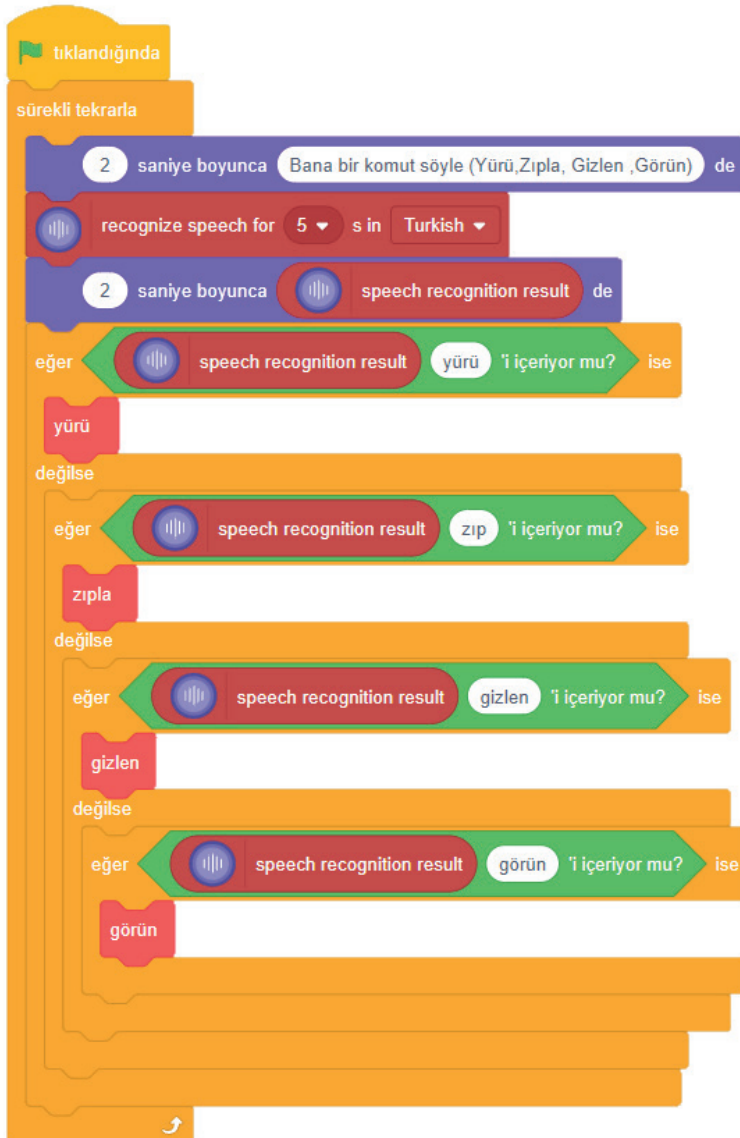 tıklandığında
sürekli tekrarla
2 saniye boyunca Bana bir komut söyle (Yürü,Zıpla, Gizlen ,Görün) de
recognize speech for 5 s in Turkish
2 saniye boyunca speech recognition result de
eğer speech recognition result yürü 'i içeriyor mu? ise
yürü
değilse
eğer speech recognition result zıp 'i içeriyor mu? ise
zıpla
değilse
eğer speech recognition result gizlen 'i içeriyor mu? ise
gizlen
değilse
eğer speech recognition result görün 'i içeriyor mu? ise
görün